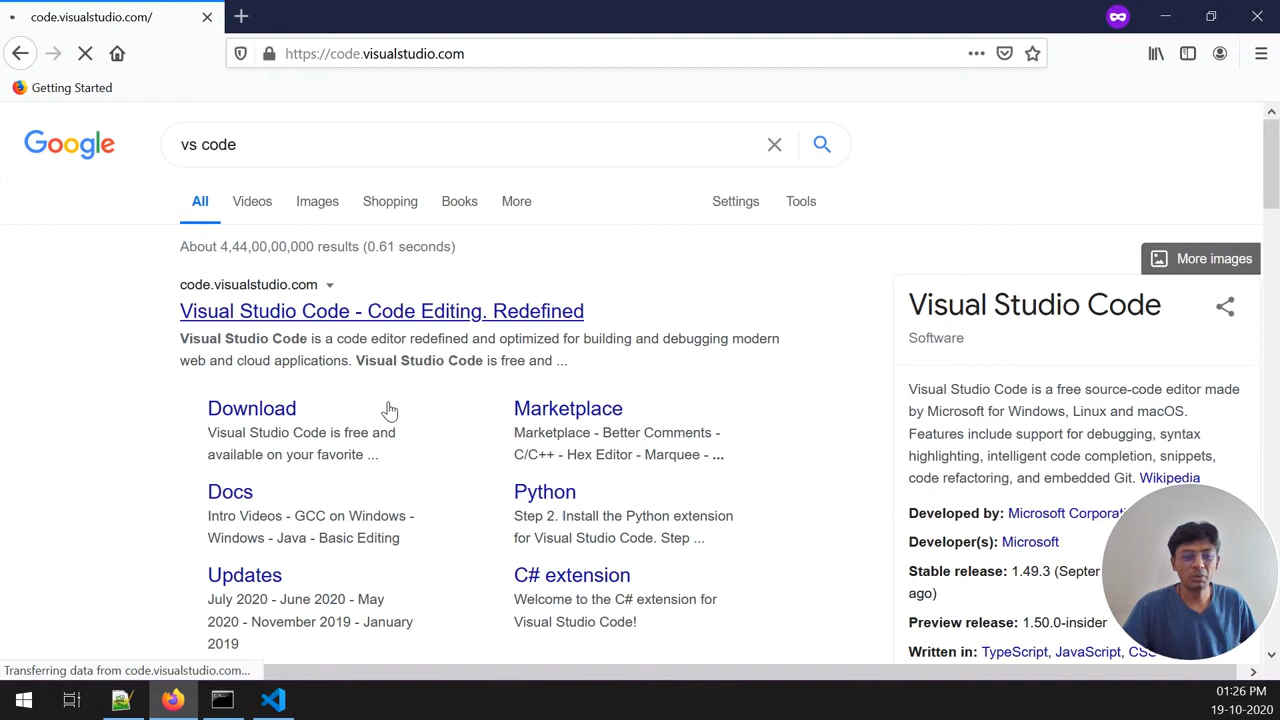 code.visualstudio.com/
https://code.visualstudio.com
Getting Started
Google
vs code
All Videos Images Shopping Books More Settings Tools
About 4,44,00,00,000 results (0.61 seconds)
More images
code.visualstudio.com
Visual Studio Code - Code Editing. Redefined
Visual Studio Code is a code editor redefined and optimized for building and debugging modern
web and cloud applications. Visual Studio Code is free and ...
Download
Visual Studio Code is free and
available on your favorite ...
Marketplace
Marketplace - Better Comments -
C/C++ - Hex Editor - Marquee - ...
Docs
Intro Videos - GCC on Windows -
Windows - Java - Basic Editing
Python
Step 2. Install the Python extension
for Visual Studio Code. Step ...
Updates
July 2020 - June 2020 - May
2020 - November 2019 - January
2019
C# extension
Welcome to the C# extension for
Visual Studio Code!
Visual Studio Code
Software
Visual Studio Code is a free source-code editor made
by Microsoft for Windows, Linux and macOS.
Features include support for debugging, syntax
highlighting, intelligent code completion, snippets,
code refactoring, and embedded Git. Wikipedia
Developed by: Microsoft Corporati
Developer(s): Microsoft
Stable release: 1.49.3 (Septer
ago)
Preview release: 1.50.0-insider
Written in: TypeScript, JavaScript, CSS
Transferring data from code.visualstudio.com...
01:26 PM
19-10-2020